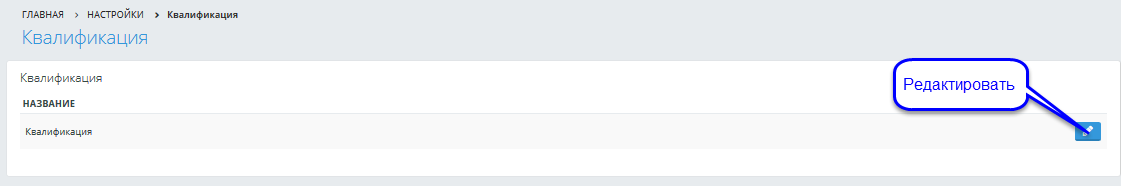 ГЛАВНАЯ > НАСТРОЙКИ > Квалификация
Квалификация
Квалификация
Редактировать
НАЗВАНИЕ
Квалификация